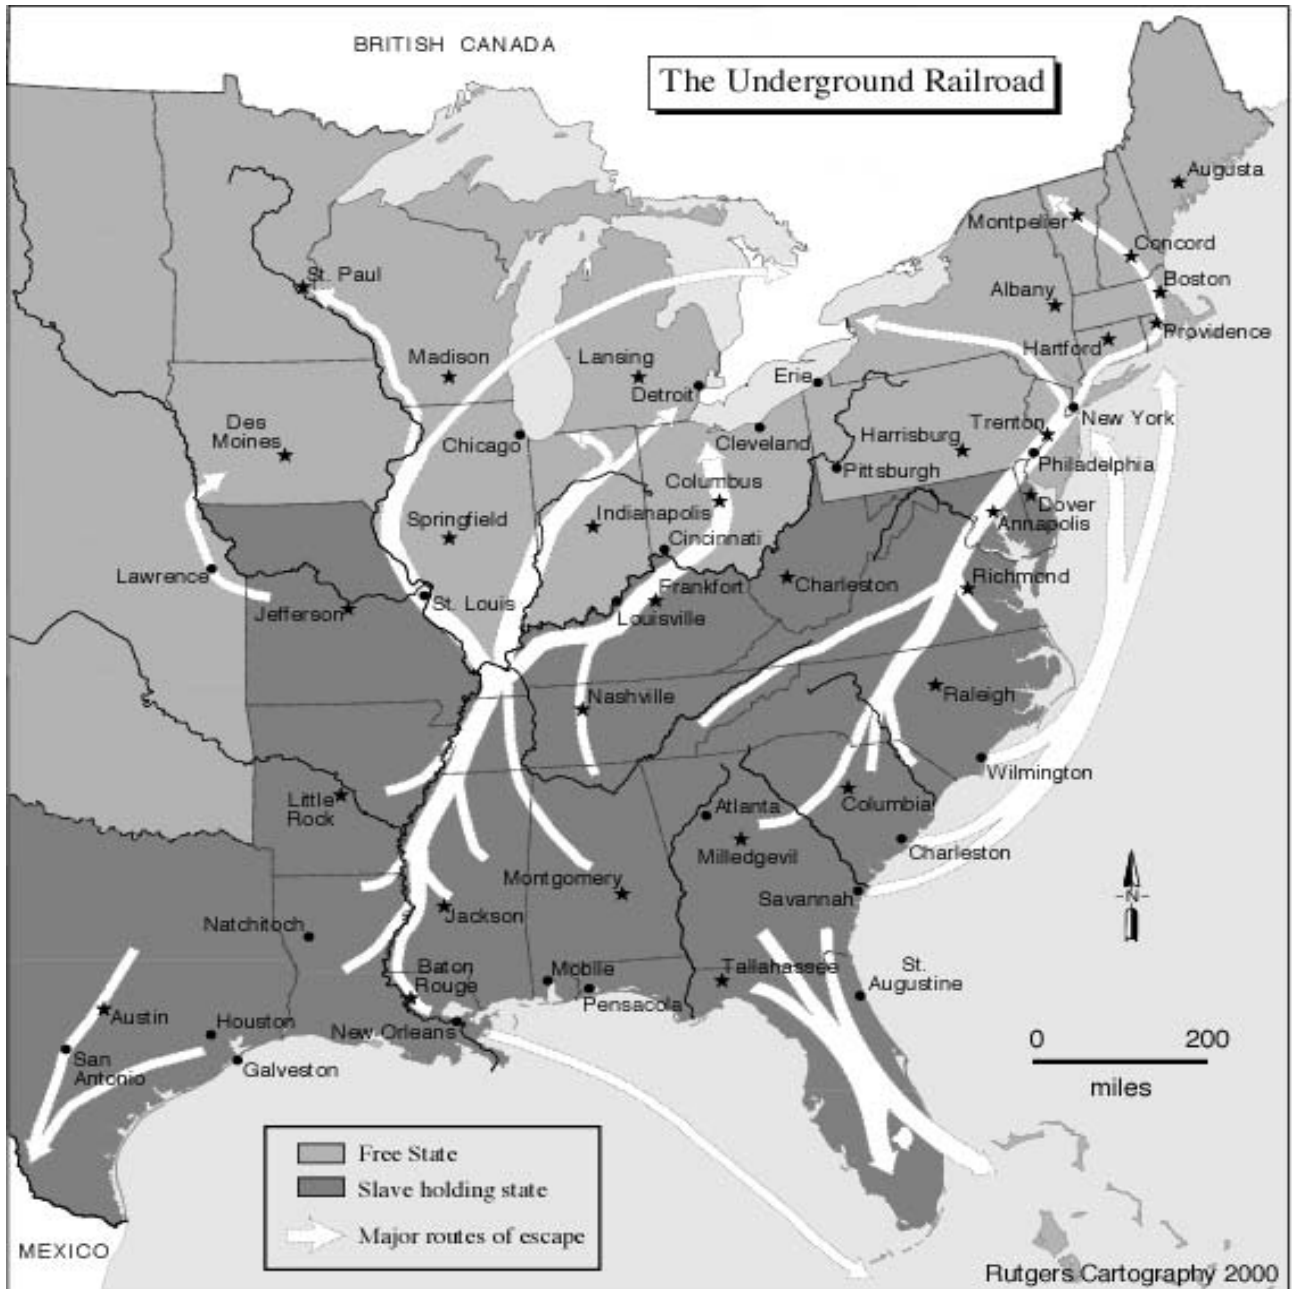 BRITISH CANADA
The Underground Railroad
Augusta
Montpelier
Concord
St. Paul
Boston
Albany
Providence
Hartford
Madison
Lansing
Erie
Detroit
New York
Des
Moines
Trenton
Chicago
Cleveland
Harrisburg
Pittsburgh
Philadelphia
Columbus
Dover
Springfield
Indianapolis
Annapolis
Cincinnati
Lawrence
Charleston
Richmond
Frankfort
St. Louis
Jefferson
Louisville
Nashville
Raleigh
Wilmington
Little
Rock
Atlanta
Columbia
Milledgevil
Charleston
Montgomery
Savannah
Jackson
N
Natchitoch
Baton
Rouge
Mobile
Tallahassee
St.
Augustine
Pensacola
Austin
Houston
New Orleans
0 200
miles
San
Antonio
Galveston
Free State
Slave holding state
Major routes of escape
MEXICO
Rutgers Cartography 2000